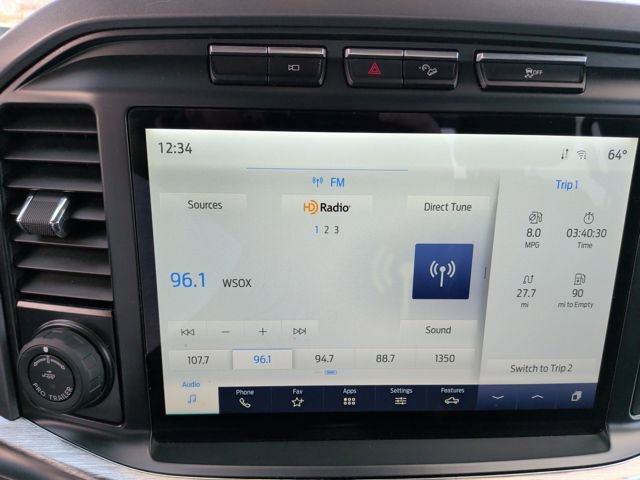 OFF
12:34
64°
FM
Trip 1
Sources
HD Radio
Direct Tune
1 2 3
8.0
MPG
03:40:30
Time
96.1 WSOX
27.7
mi
90
mi to Empty
Sound
107.7
96.1
94.7
88.7
1350
Switch to Trip 2
Audio
Phone
Fav
Apps
Settings
Features
PRO TRAILER